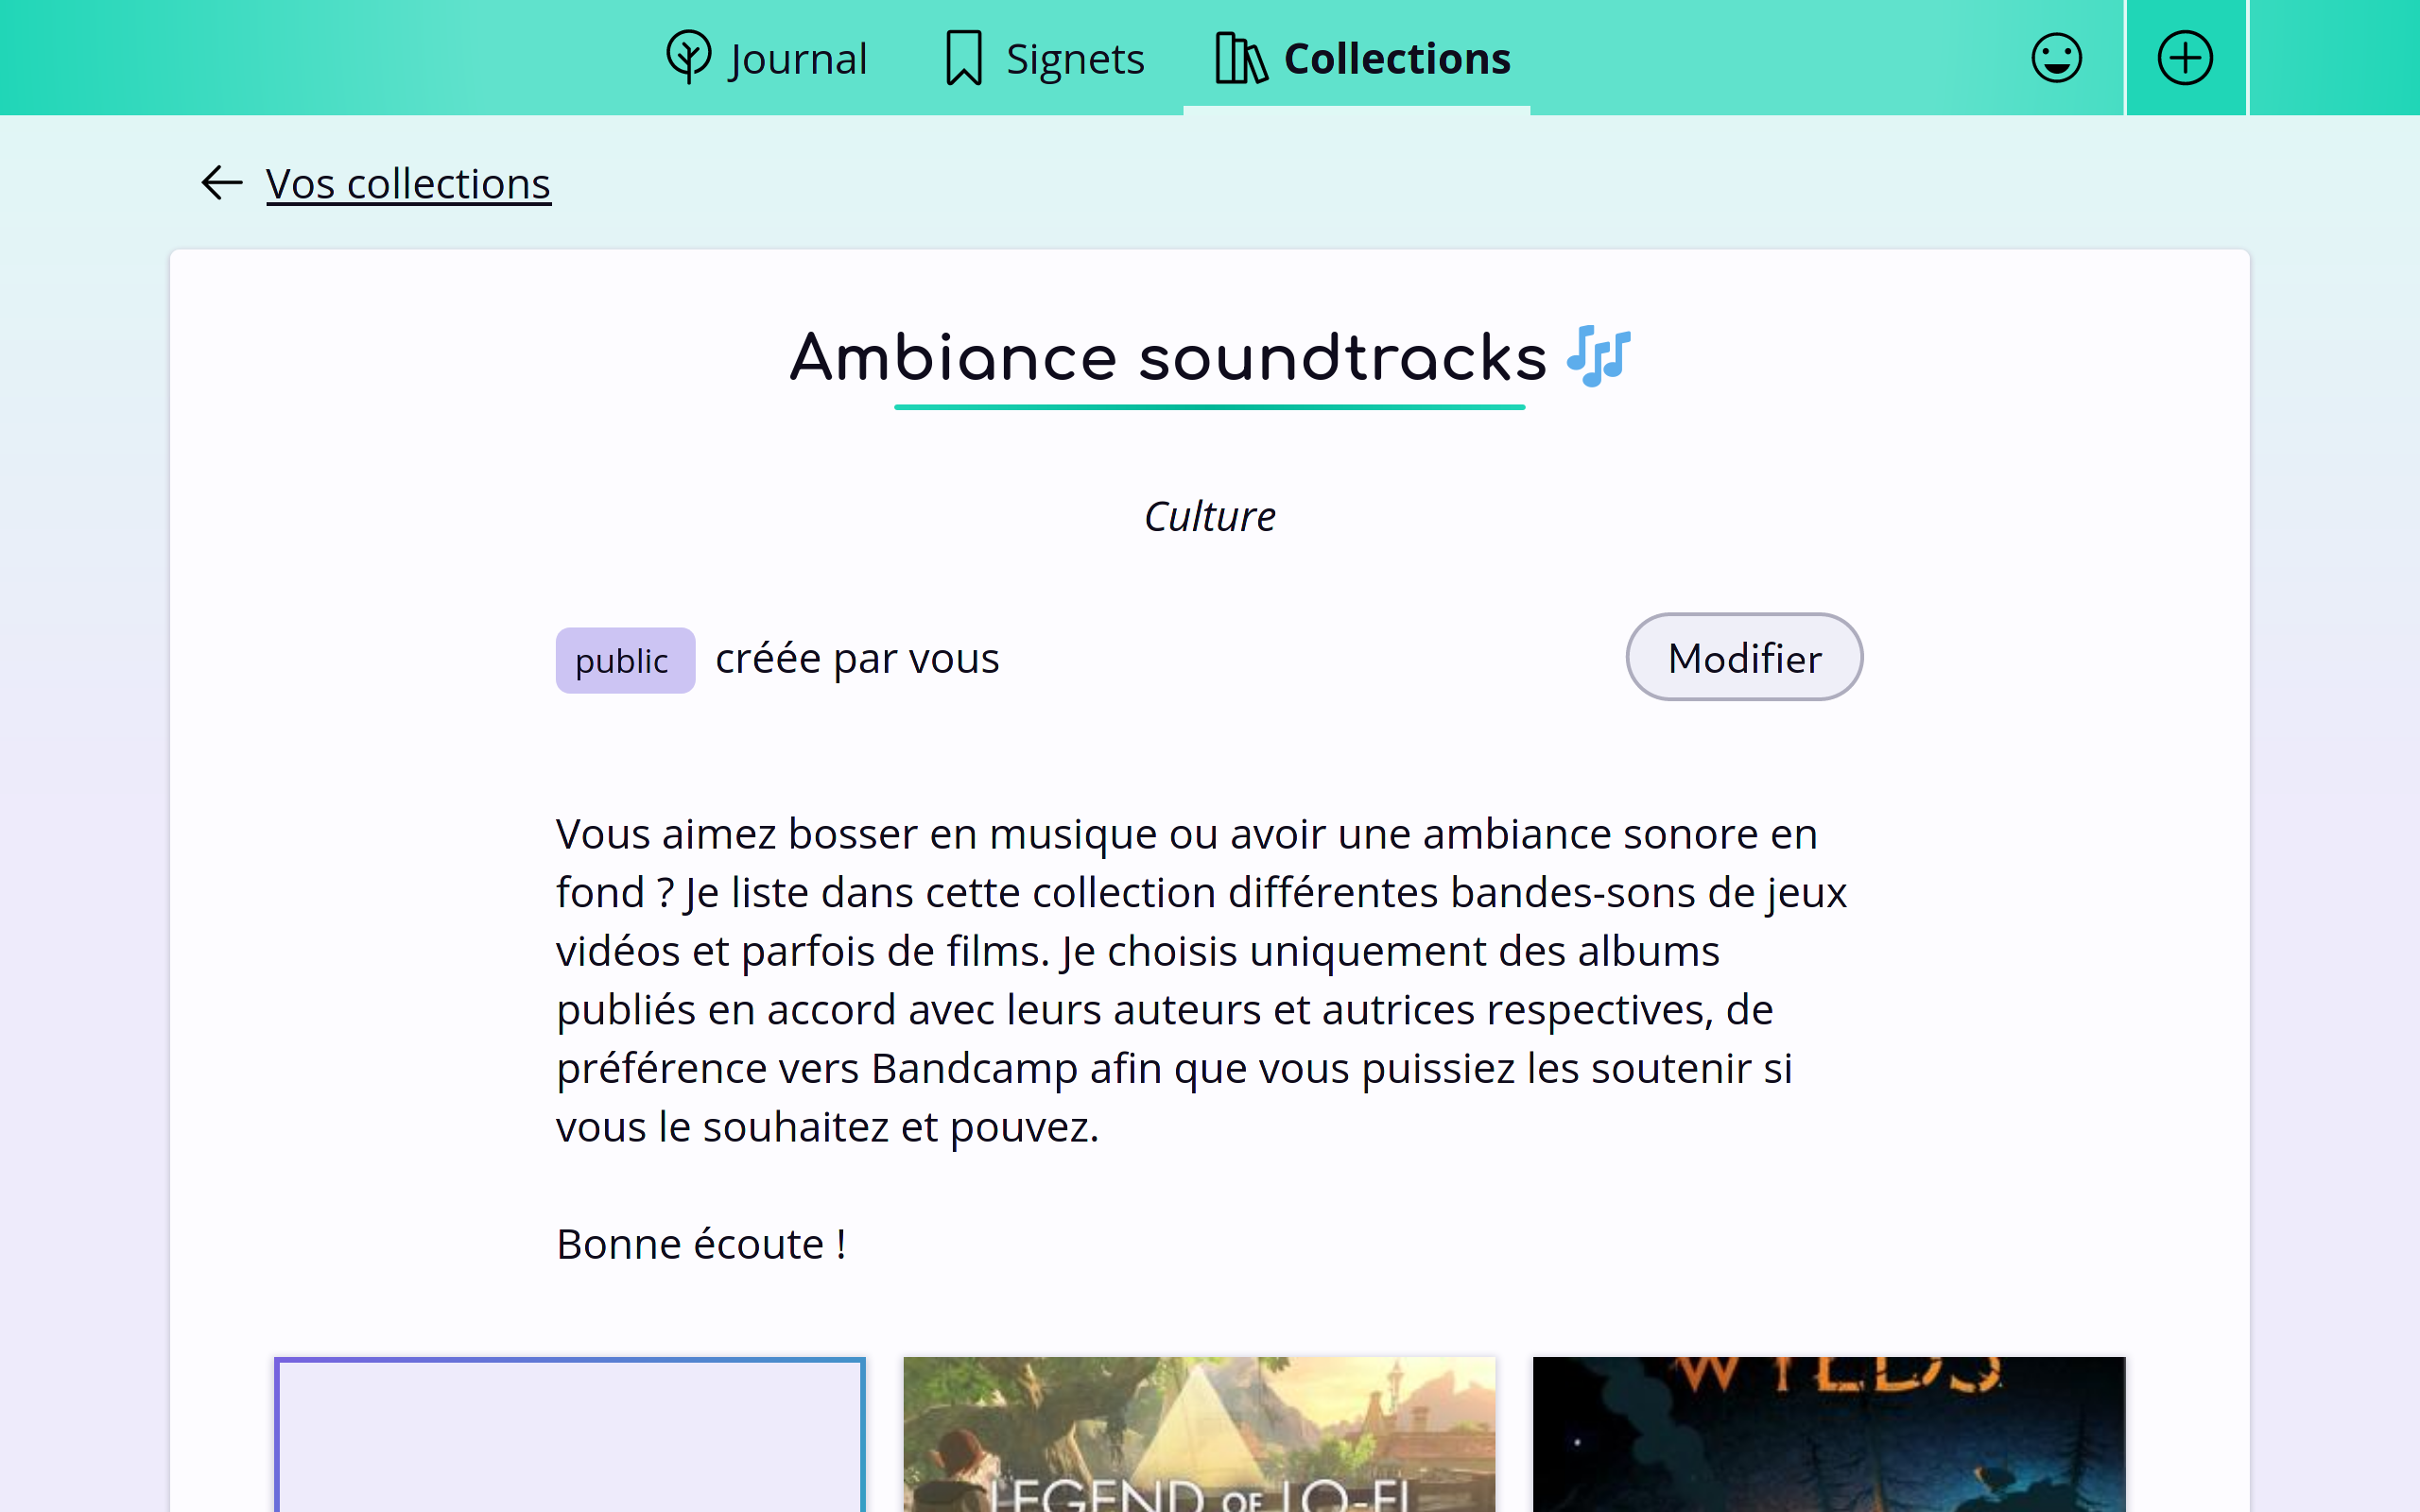 Journal
Signets
Collections
Vos collections
Ambiance soundtracks
Culture
public
créée par vous
Modifier
Vous aimez bosser en musique ou avoir une ambiance sonore en
fond ? Je liste dans cette collection différentes bandes-sons de jeux
vidéos et parfois de films. Je choisis uniquement des albums
publiés en accord avec leurs auteurs et autrices respectives, de
préférence vers Bandcamp afin que vous puissiez les soutenir si
vous le souhaitez et pouvez.
Bonne écoute !
LEGEND OF LO-FI
WILDS